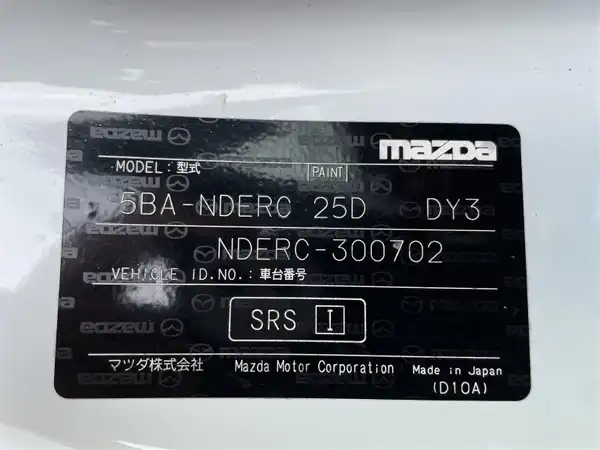 mazda
MODEL : 型式 PAINT
5BA-NDERC 25D DY3
NDERC-300702
VEHICLE ID.NO. : 車台番号
SRS I
マツダ株式会社 Mazda Motor Corporation Made in Japan
(D10A)